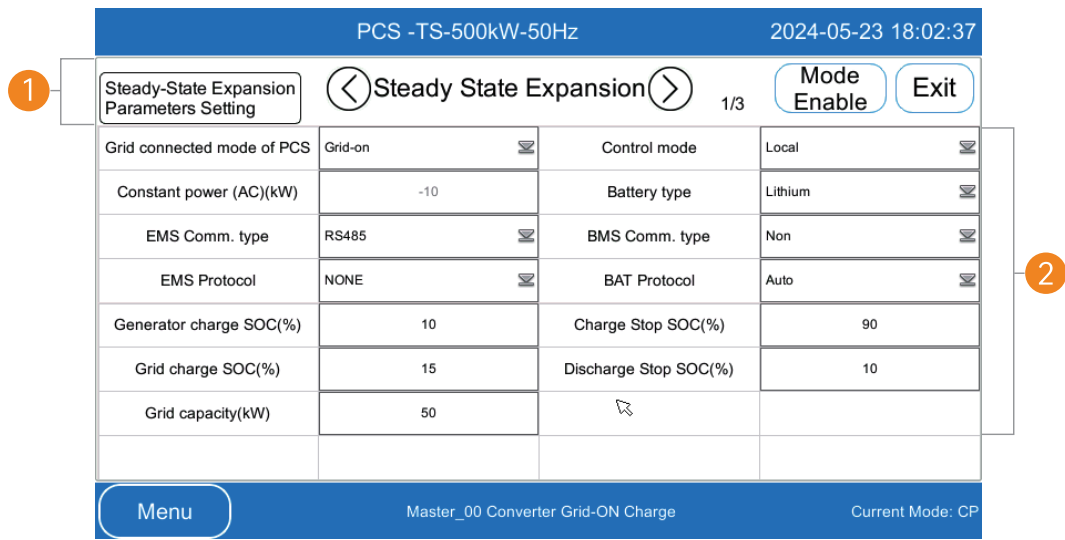 PCS -TS-500kW-50Hz 2024-05-23 18:02:37
1
Steady-State Expansion
Parameters Setting
Steady State Expansion
1/3
Mode
Enable
Exit
Grid connected mode of PCS Grid-on Control mode Local
Constant power (AC)(kW) -10 Battery type Lithium
EMS Comm. type RS485 BMS Comm. type Non
EMS Protocol NONE BAT Protocol Auto
2
Generator charge SOC(%) 10 Charge Stop SOC(%) 90
Grid charge SOC(%) 15 Discharge Stop SOC(%) 10
Grid capacity(kW) 50
Menu Master_00 Converter Grid-ON Charge Current Mode: CP